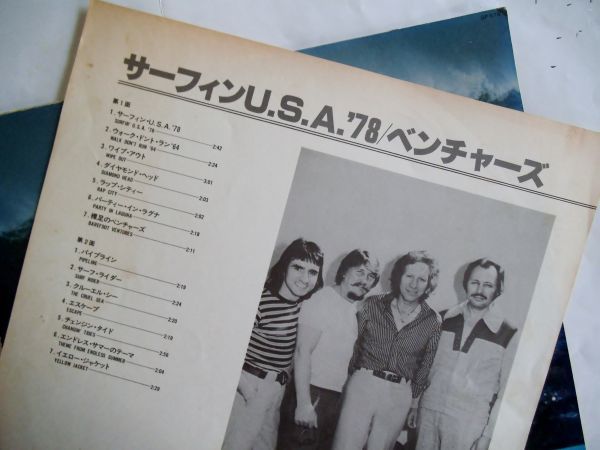 サーフィンU.S.A.'78/ベンチャーズ
第1面
1. サーフィン・U.S.A. '78 2:42
SURFIN' U.S.A. '78
2. ウォーク・ドント・ラン'64 2:24
WALK DON'T RUN '64
3. ワイプ・アウト 3:01
WIPE OUT
4. ダイヤモンド・ヘッド 2:03
DIAMOND HEAD
5. ラップ・シティー 2:02
RAP CITY
6. パーティー・イン・ラグナ 2:19
PARTY IN LAGUNA
7. 裸足のベンチャーズ 2:11
BAREFOOT VENTURES
第2面
1. パイプライン 2:10
PIPELINE
2. サーフ・ライダー 2:24
SURF RIDER
3. クルーエル・シー 2:20
THE CRUEL SEA
4. エスケープ 2:10
ESCAPE
5. チェンジン・タイド 2:56
CHANGIN' TIDES
6. エンドレス・サマーのテーマ 2:04
THEME FROM ENDLESS SUMMER
7. イエロー・ジャケット 2:20
YELLOW JACKET